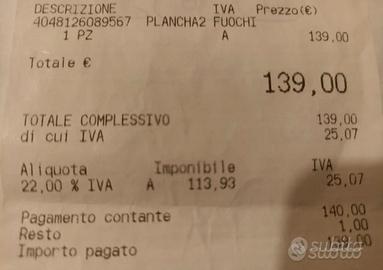 DESCRIZIONE IVA Prezzo(€)
4048126089567 PLANCHA2 FUOCHI
1 PZ A 139,00
Totale € 139,00
TOTALE COMPLESSIVO 139,00
di cui IVA 25,07
Aliquota Imponibile IVA
22,00 % IVA A 113,93 25,07
Pagamento contante 140,00
Resto 1,00
Importo pagato
subito